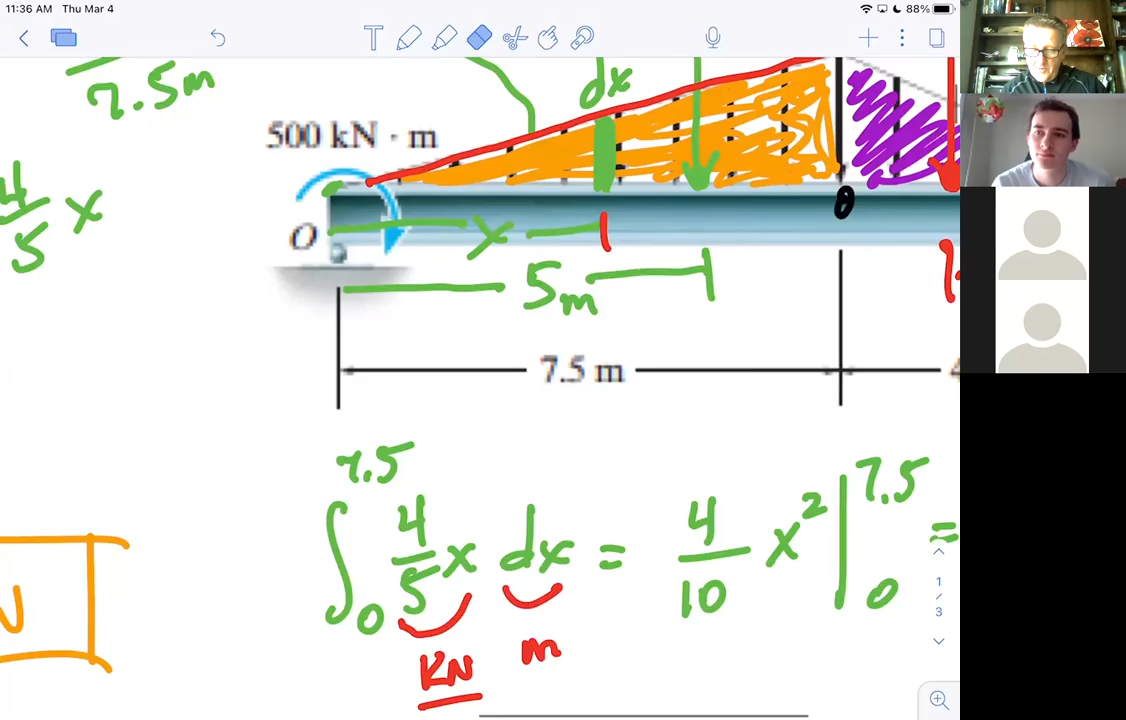 11:36 AM Thu Mar 4
88%
T
7.5m
dx
500 kN · m
4/5 x
O
x
5m
7.5 m
4
∫₀^7.5 4/5 x dx = 4/10 x² |₀^7.5 =
KN m
1
/
3